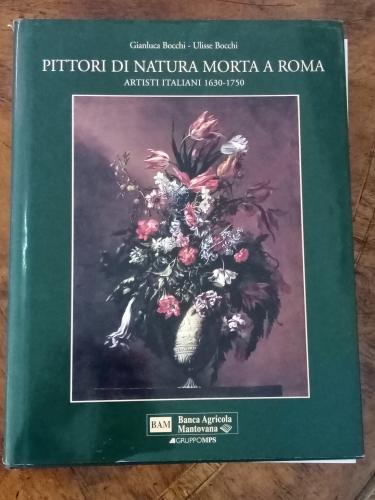 Gianluca Bocchi - Ulisse Bocchi
PITTORI DI NATURA MORTA A ROMA
ARTISTI ITALIANI 1630-1750
BAM
Banca Agricola
Mantovana
GRUPPOMPS